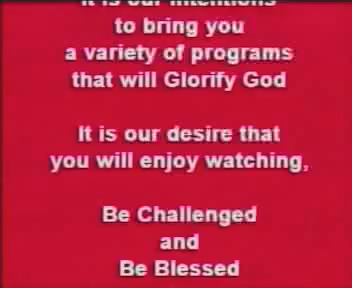 It is our intentions
to bring you
a variety of programs
that will Glorify God
It is our desire that
you will enjoy watching,
Be Challenged
and
Be Blessed